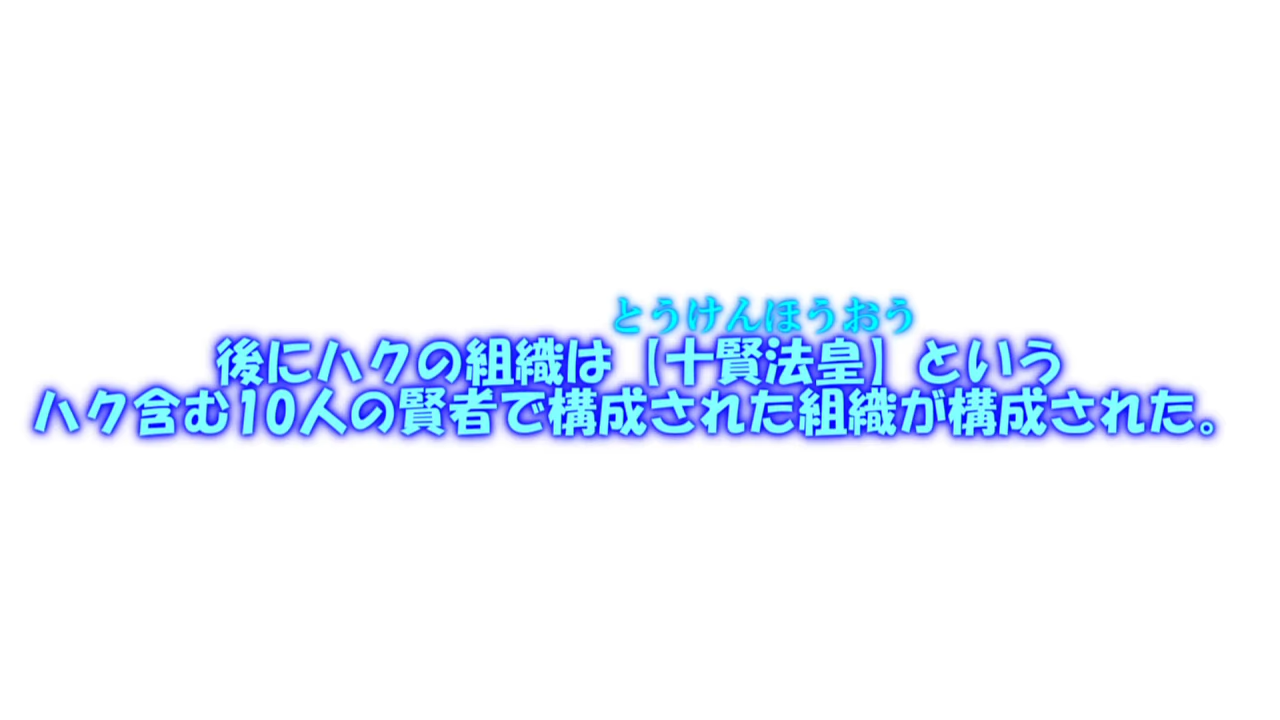 とうけんほうおう
後にハクの組織は【十賢法皇】という
ハク含む10人の賢者で構成された組織が構成された。